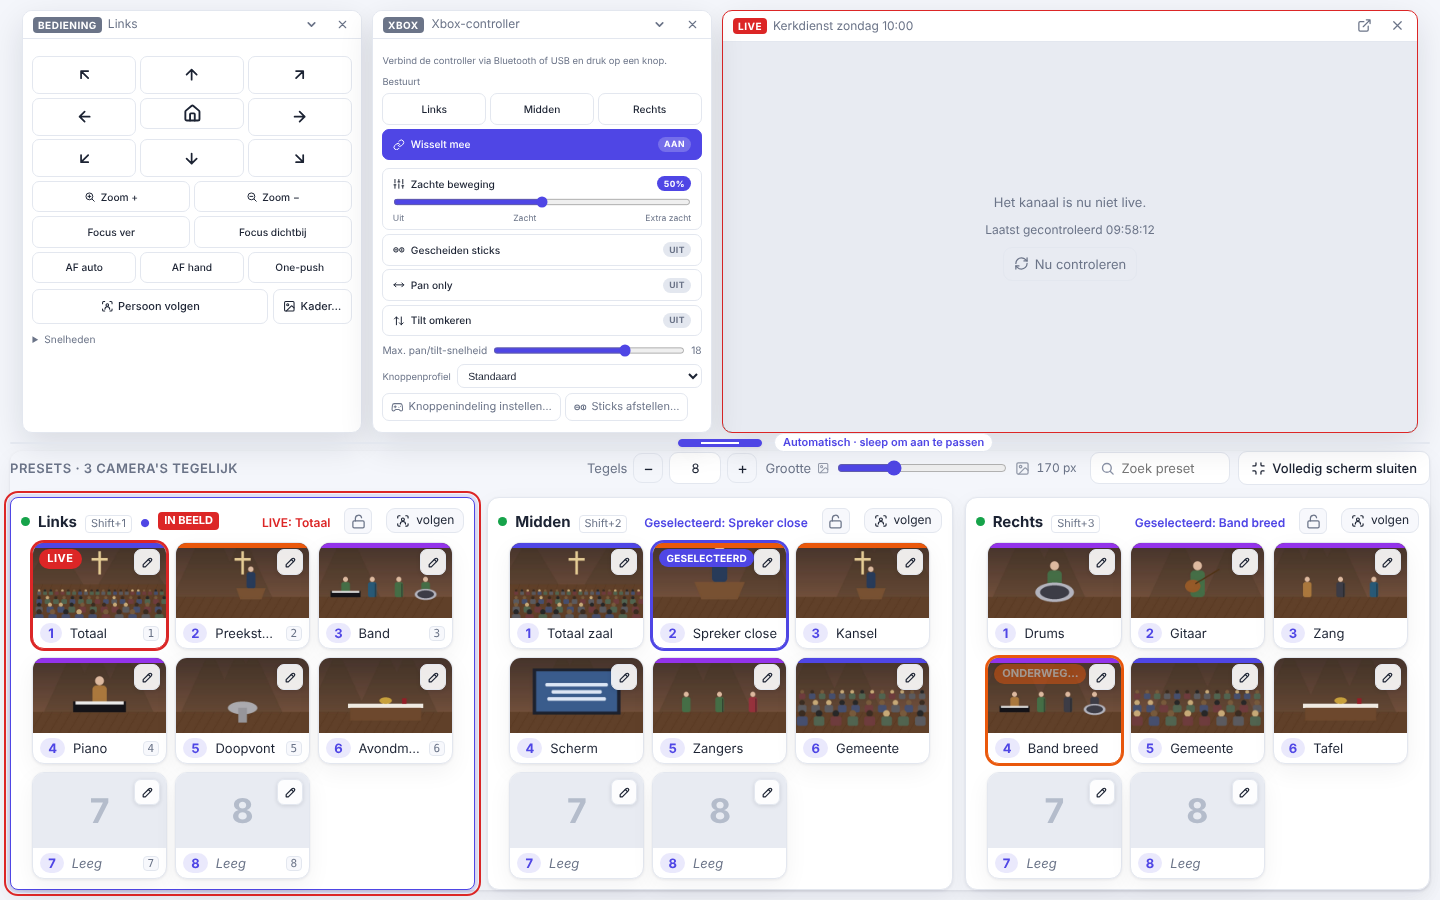 BEDIENING Links
Zoom +
Zoom −
Focus ver
Focus dichtbij
AF auto
AF hand
One-push
Persoon volgen
Kader...
Snelheden
XBOX Xbox-controller
Verbind de controller via Bluetooth of USB en druk op een knop.
Bestuurt
Links
Midden
Rechts
Wisselt mee AAN
Zachte beweging 50%
Uit Zacht Extra zacht
Gescheiden sticks UIT
Pan only UIT
Tilt omkeren UIT
Max. pan/tilt-snelheid 18
Knoppenprofiel Standaard
Knoppenindeling instellen...
Sticks afstellen...
LIVE Kerkdienst zondag 10:00
Het kanaal is nu niet live.
Laatst gecontroleerd 09:58:12
Nu controleren
Automatisch · sleep om aan te passen
PRESETS · 3 CAMERA'S TEGELIJK
Tegels − 8 + Grootte 170 px
Zoek preset
Volledig scherm sluiten
Links Shift+1 IN BEELD LIVE: Totaal volgen
LIVE
1 Totaal 1
2 Preekst... 2
3 Band 3
4 Piano 4
5 Doopvont 5
6 Avondm... 6
7
7 Leeg 7
8
8 Leeg 8
Midden Shift+2 Geselecteerd: Spreker close volgen
1 Totaal zaal
GESELECTEERD
2 Spreker close
3 Kansel
4 Scherm
5 Zangers
6 Gemeente
7
7 Leeg
8
8 Leeg
Rechts Shift+3 Geselecteerd: Band breed volgen
1 Drums
2 Gitaar
3 Zang
ONDERWEG...
4 Band breed
5 Gemeente
6 Tafel
7
7 Leeg
8
8 Leeg